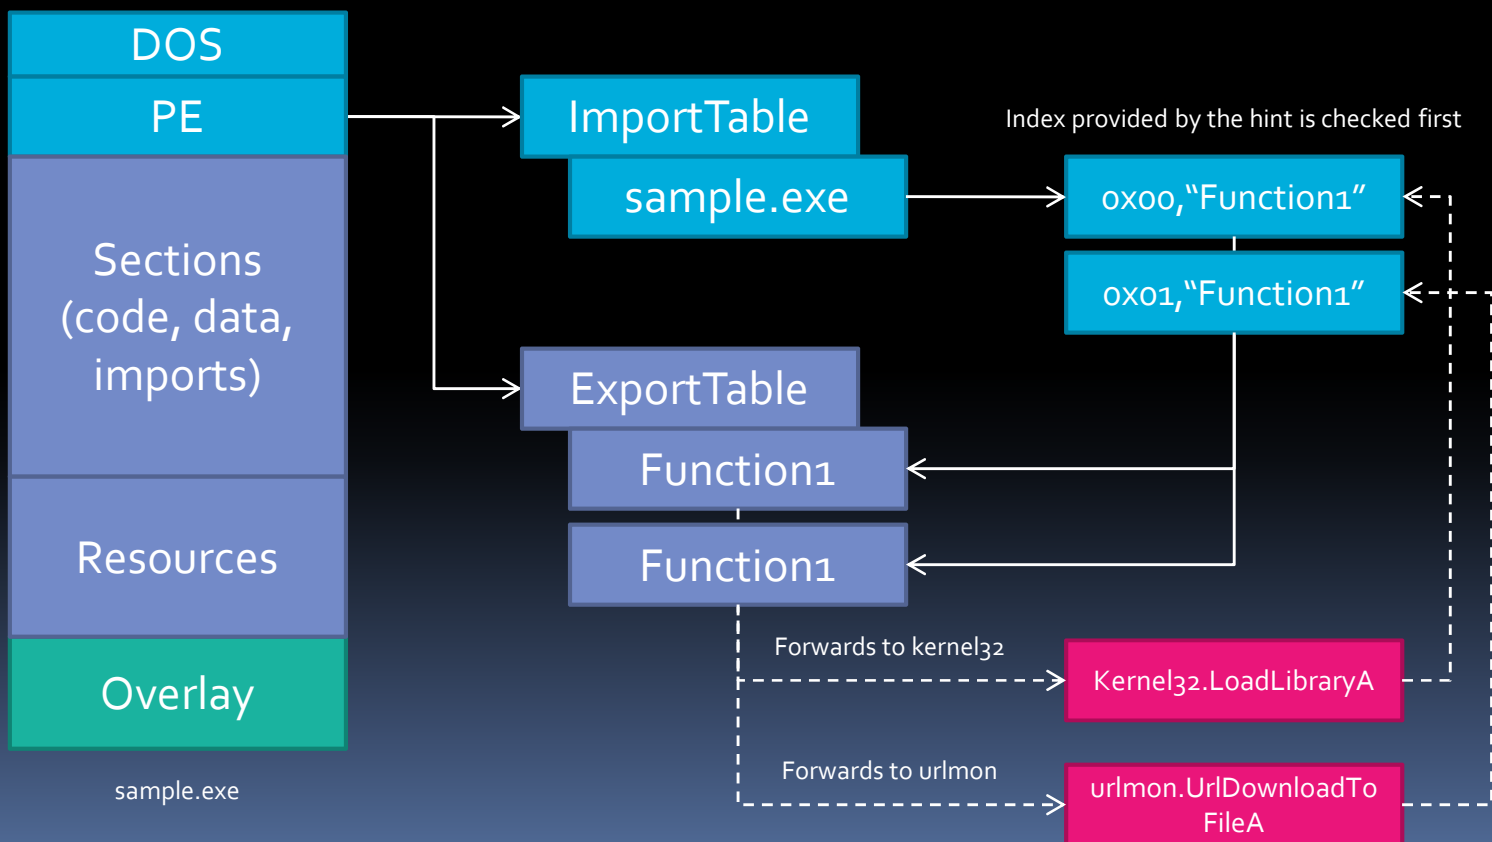 DOS
PE
Sections
(code, data,
imports)
Resources
Overlay
sample.exe
ImportTable
sample.exe
ExportTable
Function1
Function1
Index provided by the hint is checked first
0x00,“Function1”
0x01,“Function1”
Forwards to kernel32
Kernel32.LoadLibraryA
Forwards to urlmon
urlmon.UrlDownloadTo
FileA